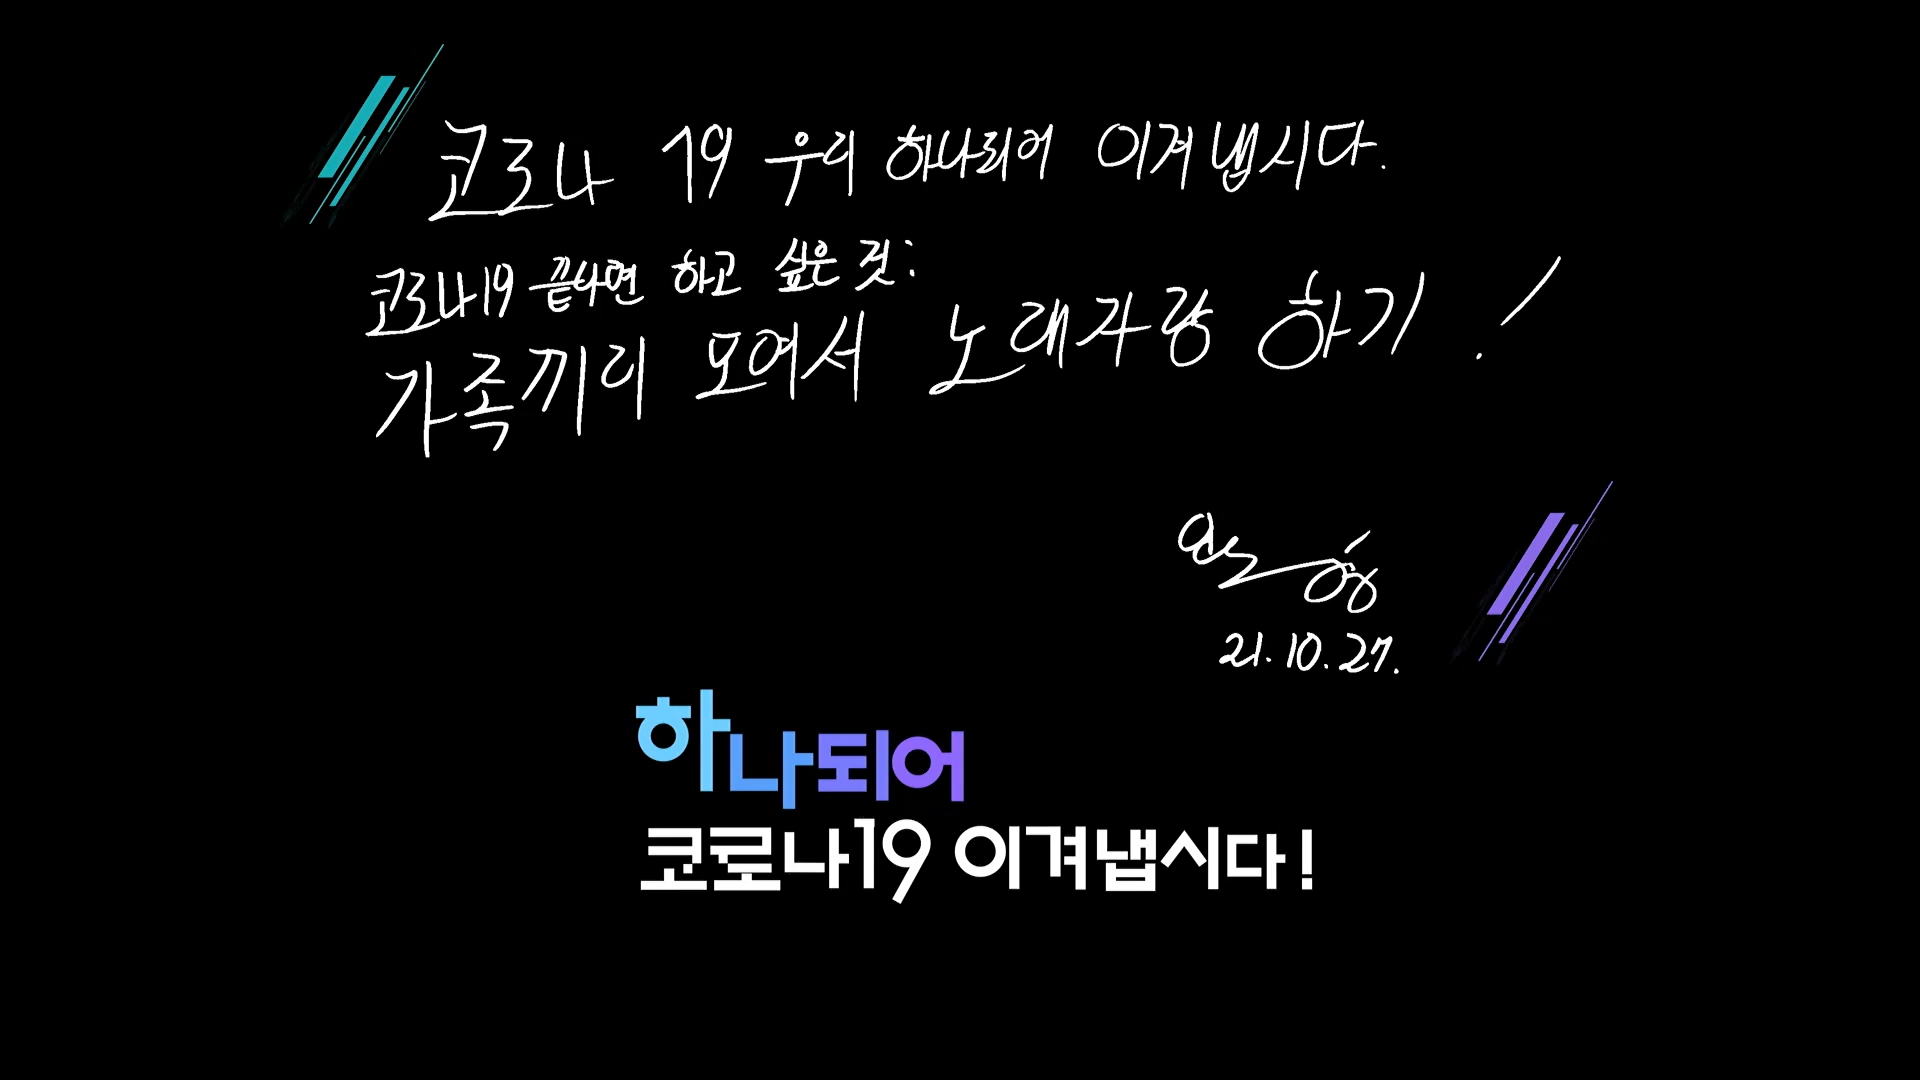 코로나 19 우리 하나되어 이겨냅시다.
코로나19 끝나면 하고 싶은 것:
가족끼리 모여서 노래자랑 하기!
21.10.27.
하나되어
코로나19 이겨냅시다!